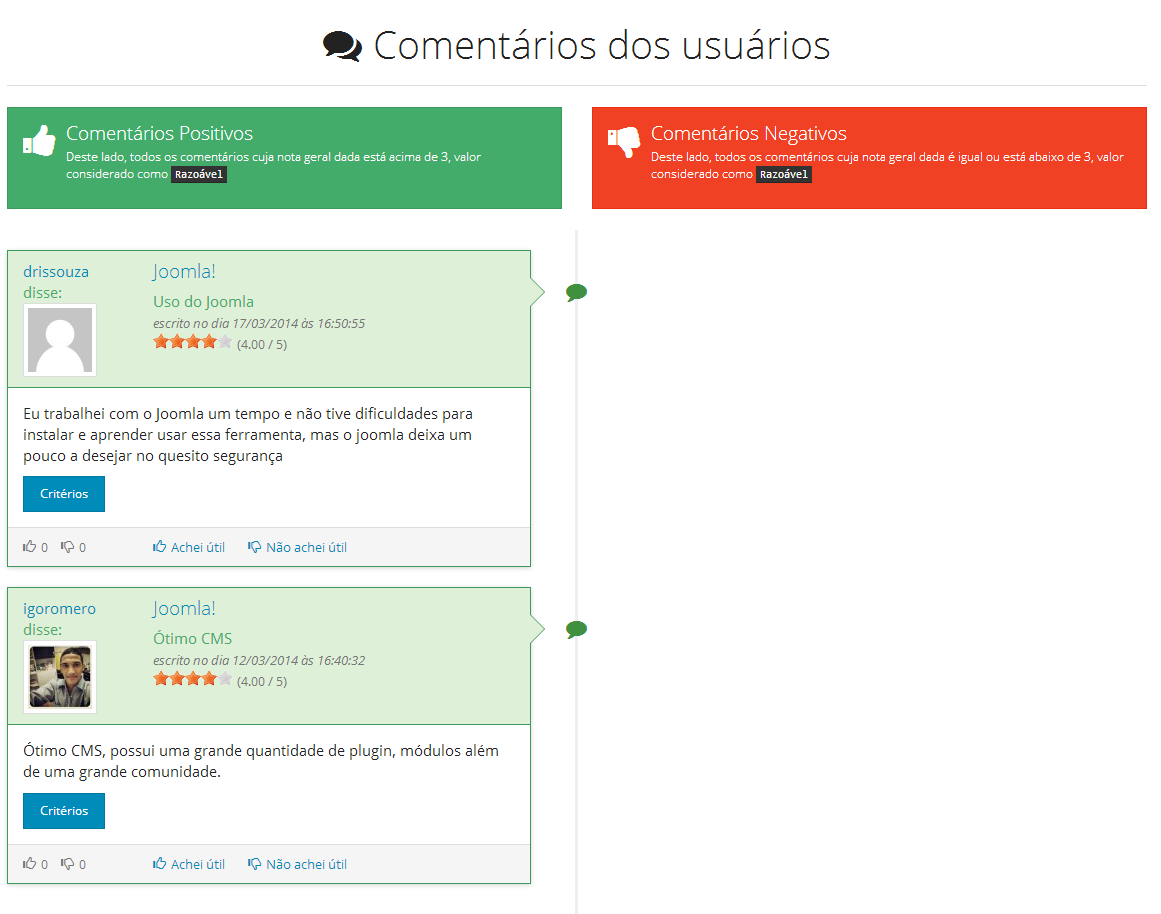 Comentários dos usuários
Comentários Positivos
Deste lado, todos os comentários cuja nota geral dada está acima de 3, valor
considerado como Razoável
Comentários Negativos
Deste lado, todos os comentários cuja nota geral dada é igual ou está abaixo de 3, valor
considerado como Razoável
drissouza
disse:
Joomla!
Uso do Joomla
escrito no dia 17/03/2014 às 16:50:55
(4.00 / 5)
Eu trabalhei com o Joomla um tempo e não tive dificuldades para
instalar e aprender usar essa ferramenta, mas o joomla deixa um
pouco a desejar no quesito segurança
Critérios
0 0 Achei útil Não achei útil
igoromero
disse:
Joomla!
Ótimo CMS
escrito no dia 12/03/2014 às 16:40:32
(4.00 / 5)
Ótimo CMS, possui uma grande quantidade de plugin, módulos além
de uma grande comunidade.
Critérios
0 0 Achei útil Não achei útil